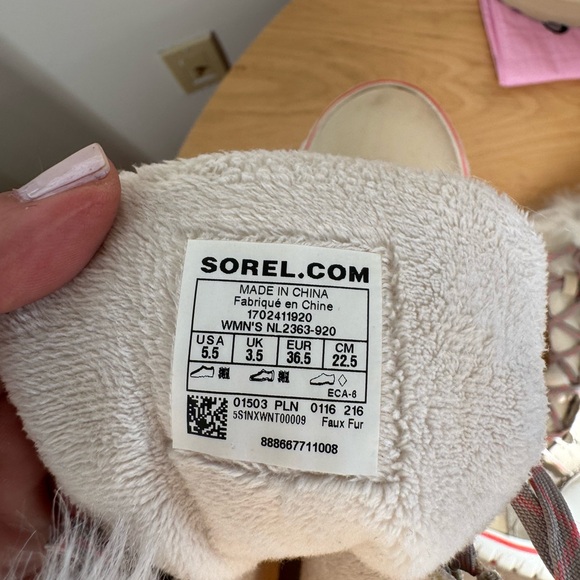 SOREL.COM
MADE IN CHINA
Fabriqué en Chine
1702411920
WMN'S NL2363-920
USA UK EUR CM
5.5 3.5 36.5 22.5
ECA-6
01503 PLN 0116 216
5S1NXWNT00009 Faux Fur
888667711008